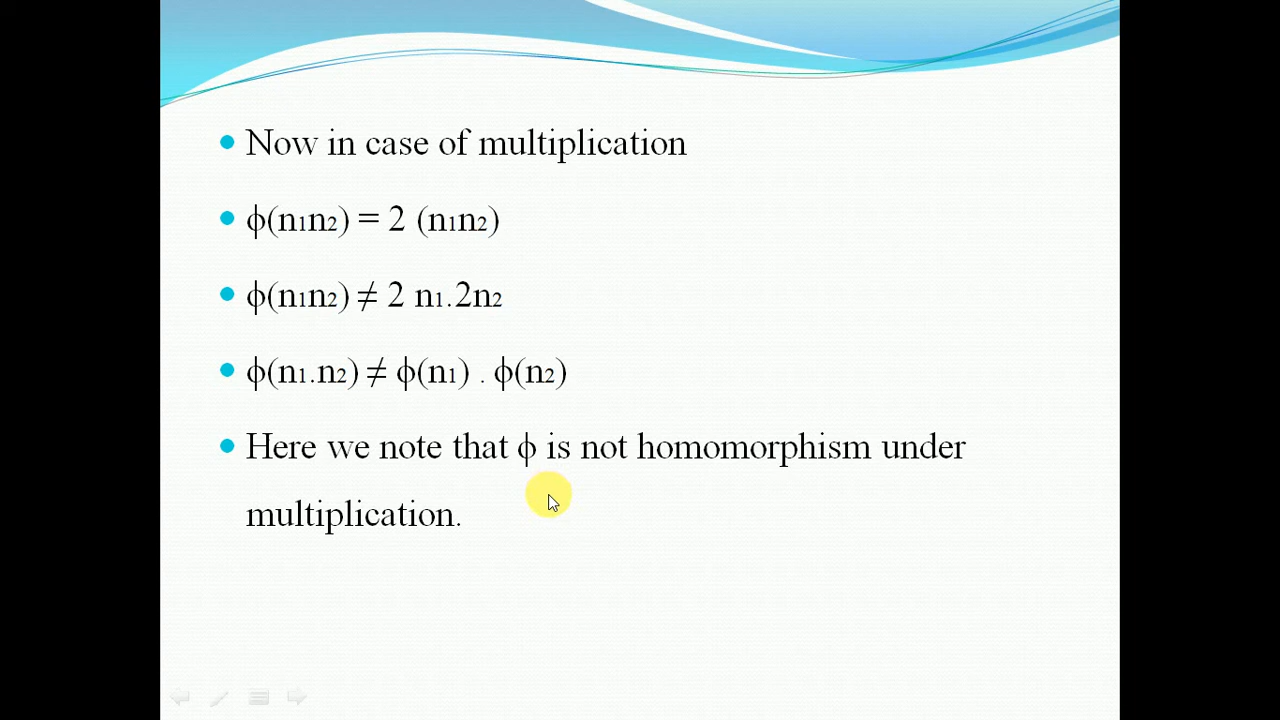 Now in case of multiplication
ϕ(n₁n₂) = 2 (n₁n₂)
ϕ(n₁n₂) ≠ 2 n₁.2n₂
ϕ(n₁.n₂) ≠ ϕ(n₁) . ϕ(n₂)
Here we note that ϕ is not homomorphism under
multiplication.